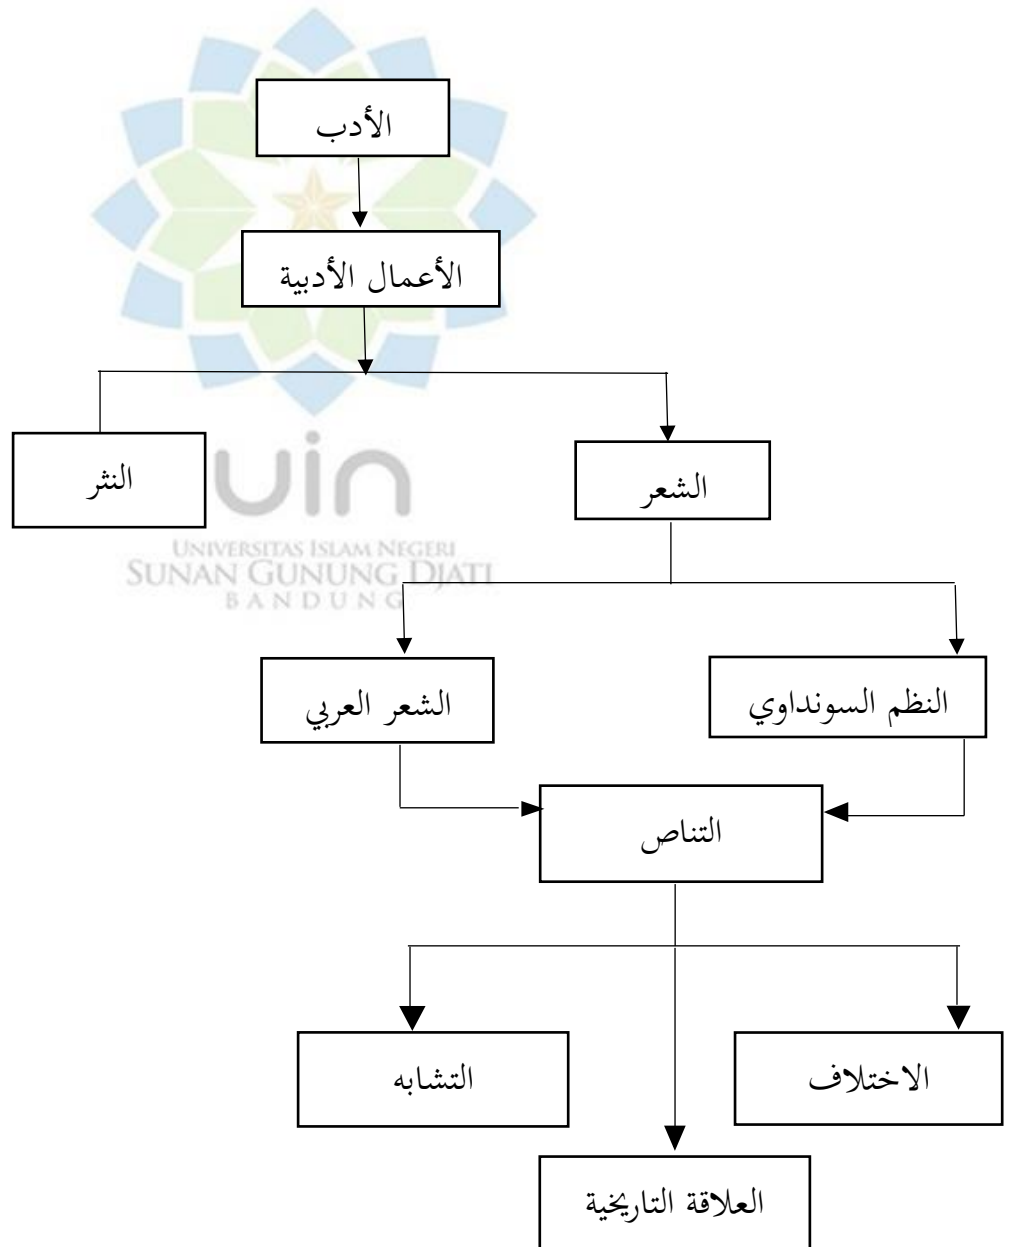 الأدب
الأعمال الأدبية
الشعر
النثر
uin
UNIVERSITAS ISLAM NEGERI
SUNAN GUNUNG DJATI
BANDUNG
النظم السونداوي
الشعر العربي
التناص
الاختلاف
التشابه
العلاقة التاريخية